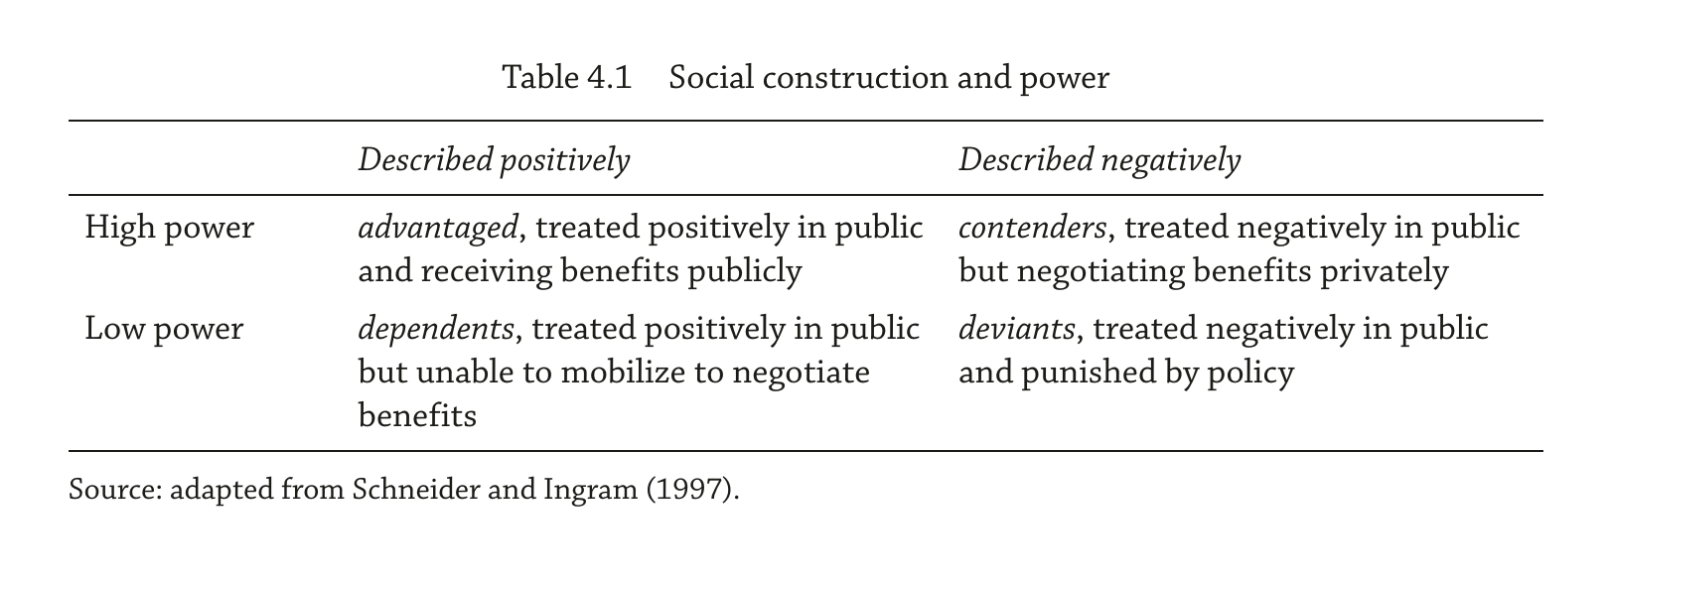 Table 4.1 Social construction and power
Described positively Described negatively
High power advantaged, treated positively in public contenders, treated negatively in public
and receiving benefits publicly but negotiating benefits privately
Low power dependents, treated positively in public deviants, treated negatively in public
but unable to mobilize to negotiate and punished by policy
benefits
Source: adapted from Schneider and Ingram (1997).